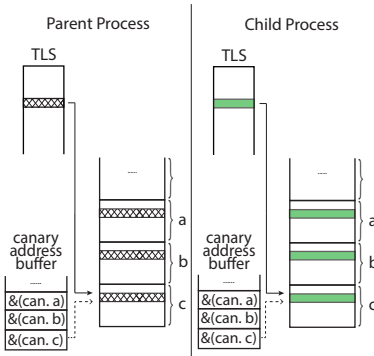 Parent Process
TLS
......
a
b
c
canary
address
buffer
......
&(can. a)
&(can. b)
&(can. c)
Child Process
TLS
......
a
b
c
canary
address
buffer
......
&(can. a)
&(can. b)
&(can. c)